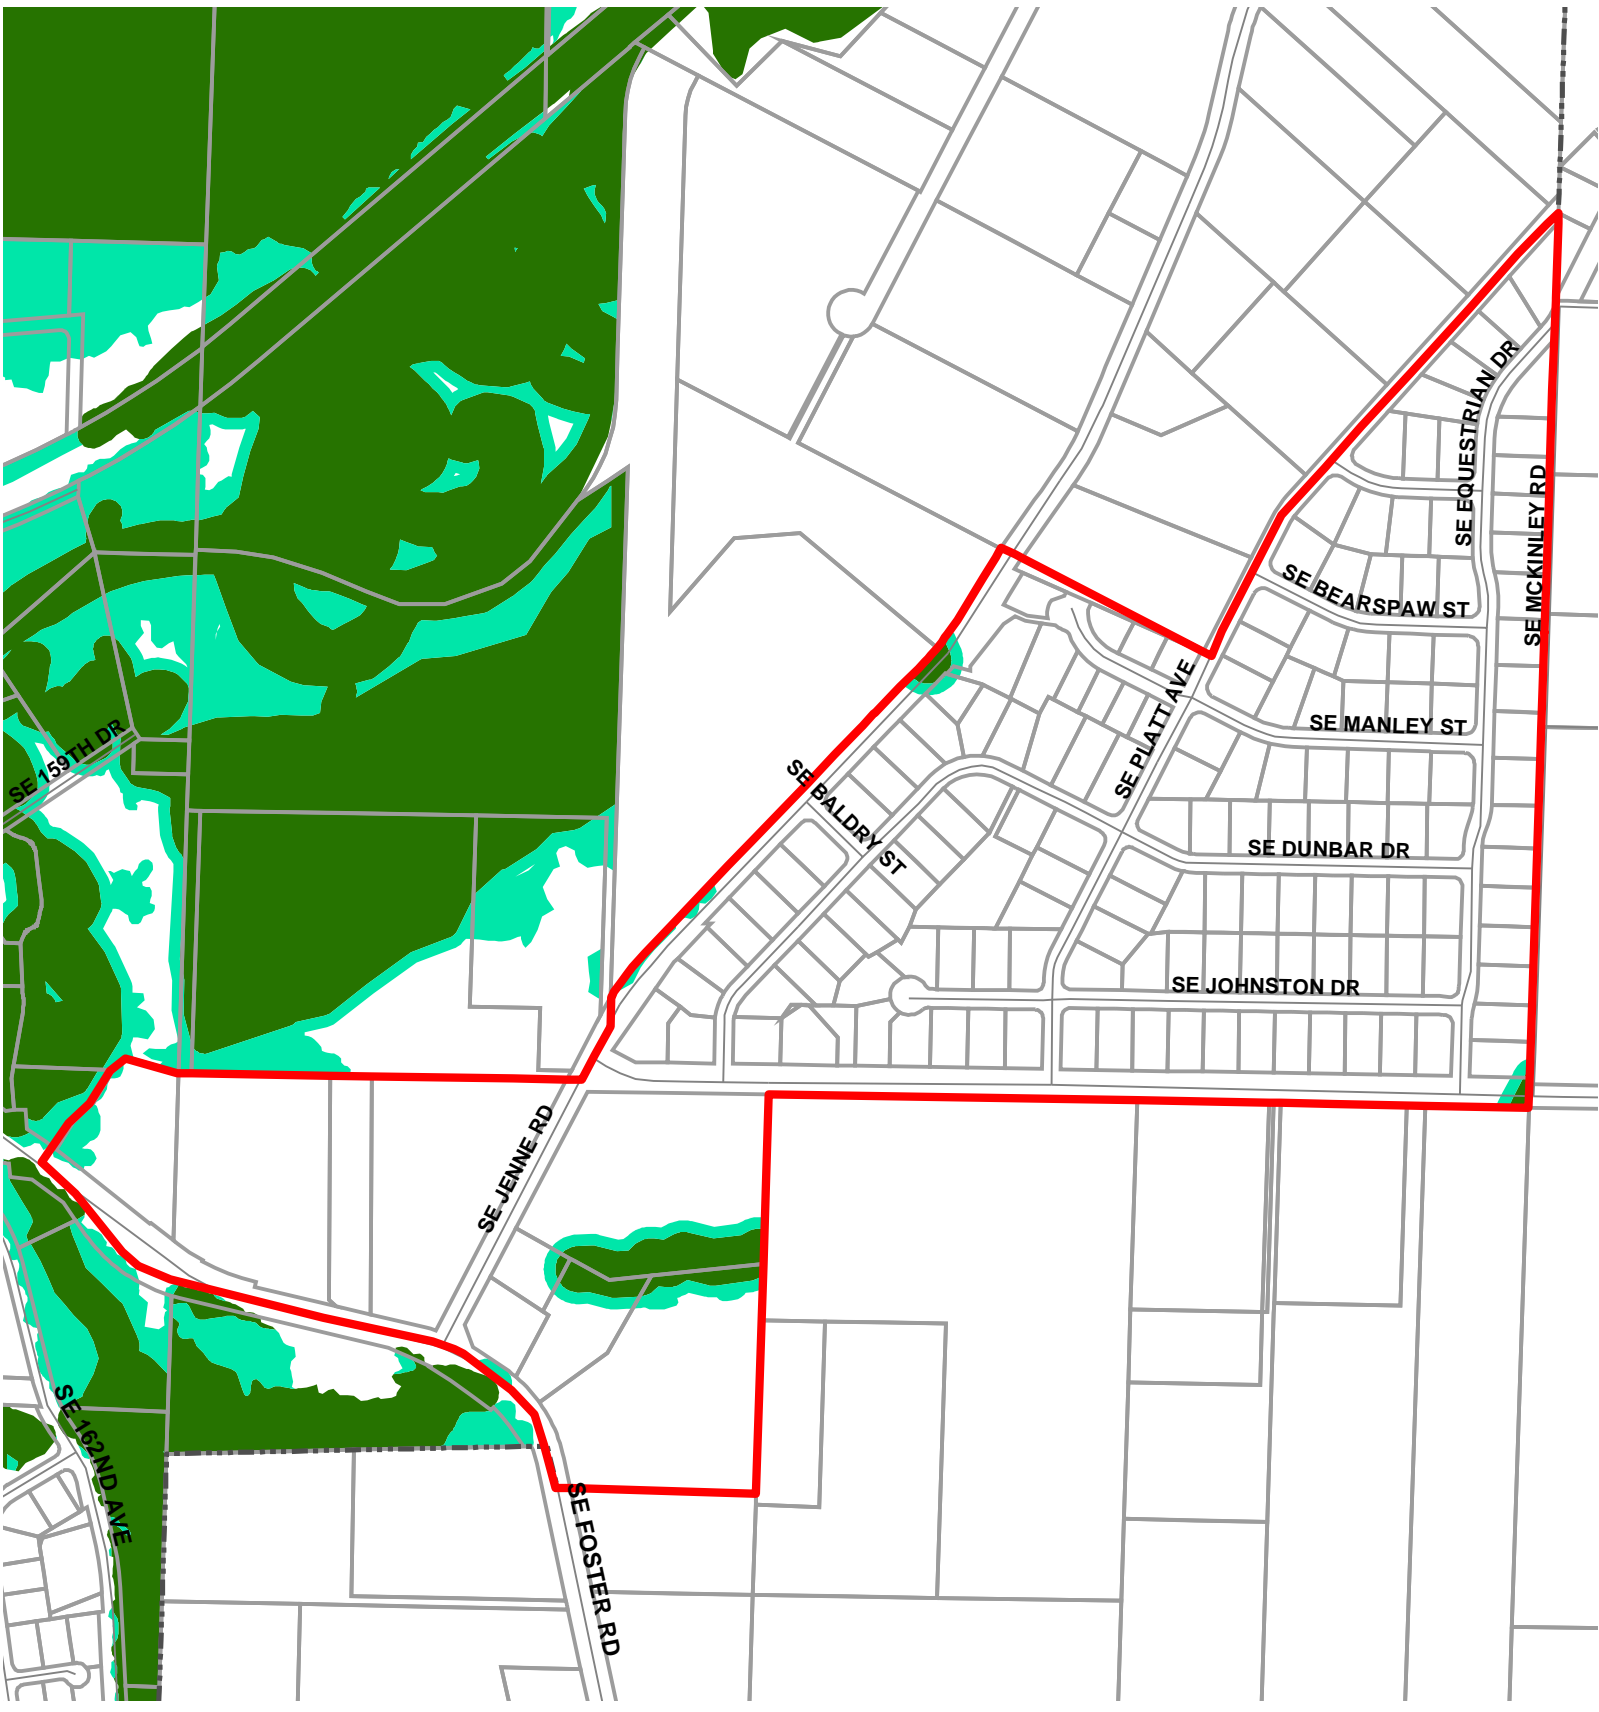 SE EQUESTRIAN DR
SE MCKINLEY RD
SE BEARSPAW ST
SE PLATT AVE
SE MANLEY ST
SE 159TH DR
SE BALDRY ST
SE DUNBAR DR
SE JOHNSTON DR
SE JENNE RD
SE 162ND AVE
SE FOSTER RD